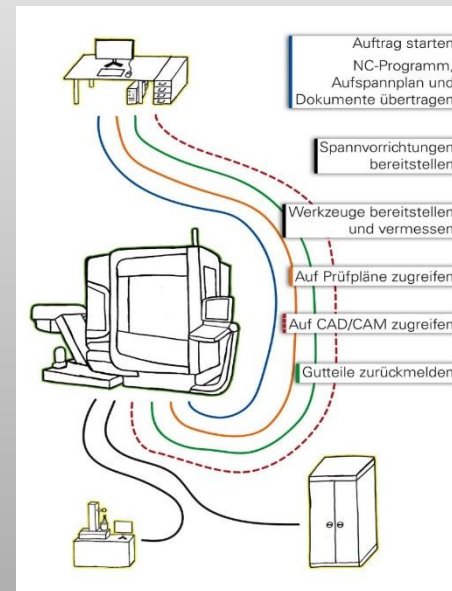 Auftrag starten
NC-Programm,
Aufspannplan und
Dokumente übertragen
Spannvorrichtungen
bereitstellen
Werkzeuge bereitstellen
und vermessen
Auf Prüfpläne zugreifen
Auf CAD/CAM zugreifen
Gutteile zurückmelden